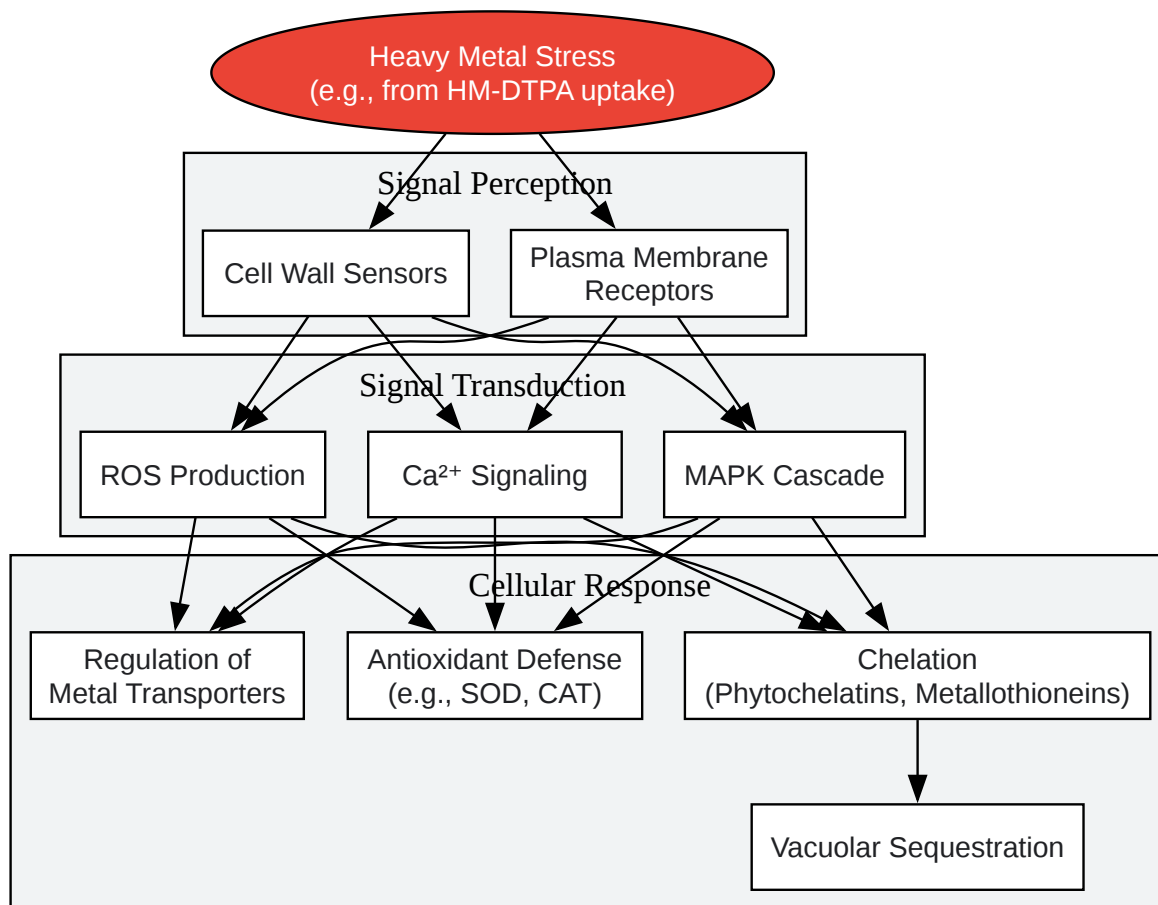 Heavy Metal Stress
(e.g., from HM-DTPA uptake)
Signal Perception
Cell Wall Sensors
Plasma Membrane
Receptors
Signal Transduction
ROS Production
Ca²⁺ Signaling
MAPK Cascade
Cellular Response
Regulation of
Metal Transporters
Antioxidant Defense
(e.g., SOD, CAT)
Chelation
(Phytochelatins, Metallothioneins)
Vacuolar Sequestration